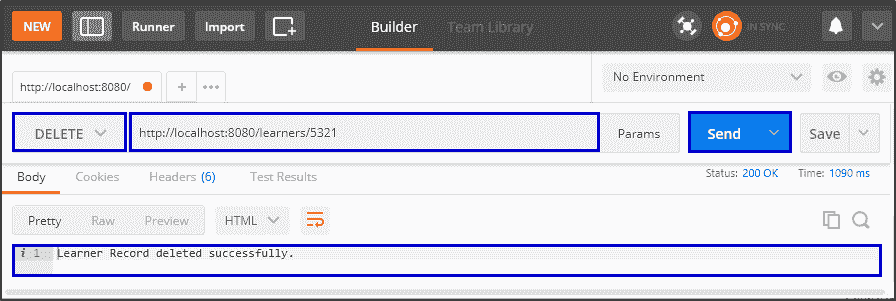 NEW Runner Import Builder Team Library IN SYNC
http://localhost:8080/ + ••• No Environment
DELETE http://localhost:8080/learners/5321 Params Send Save
Body Cookies Headers (6) Test Results Status: 200 OK Time: 1090 ms
Pretty Raw Preview HTML
i 1 Learner Record deleted successfully.